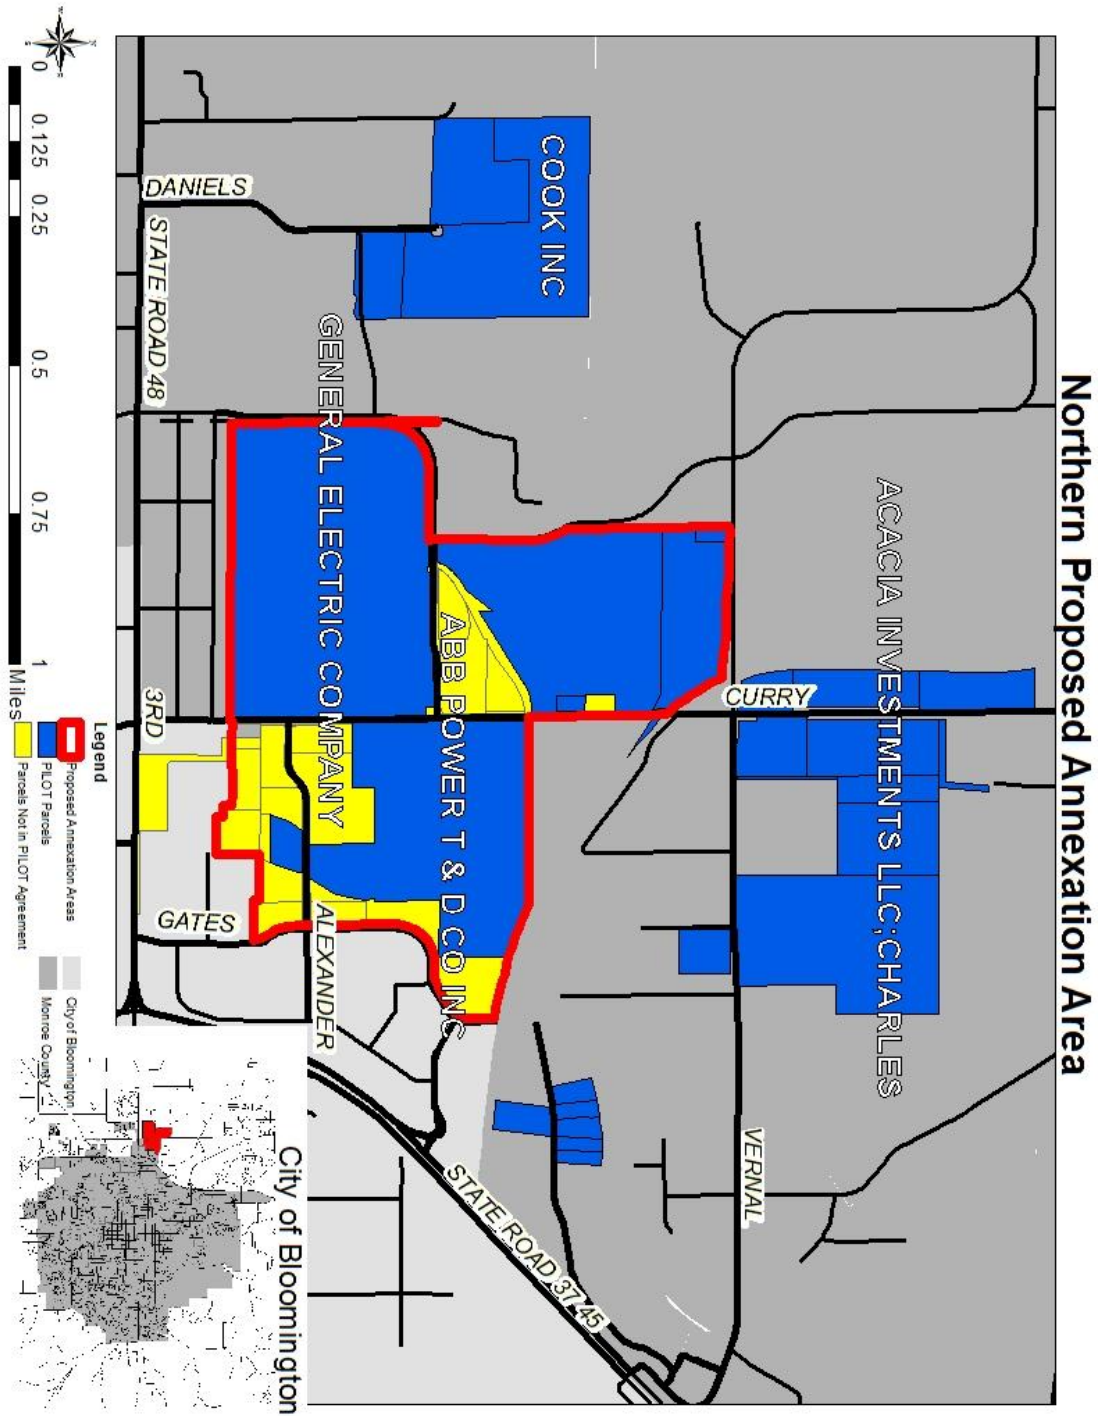 Northern Proposed Annexation Area
ACACIA INVESTMENTS LLC;CHARLES
VERNAL
CURRY
COOK INC
ABB POWER T & D CO INC
STATE ROAD 37 45
GENERAL ELECTRIC COMPANY
ALEXANDER
City of Bloomington
DANIELS
STATE ROAD 48
3RD
GATES
Legend
Proposed Annexation Areas
PILOT Parcels
Parcels Not in PILOT Agreement
City of Bloomington
Monroe County
0 0.125 0.25 0.5 0.75 1
Miles